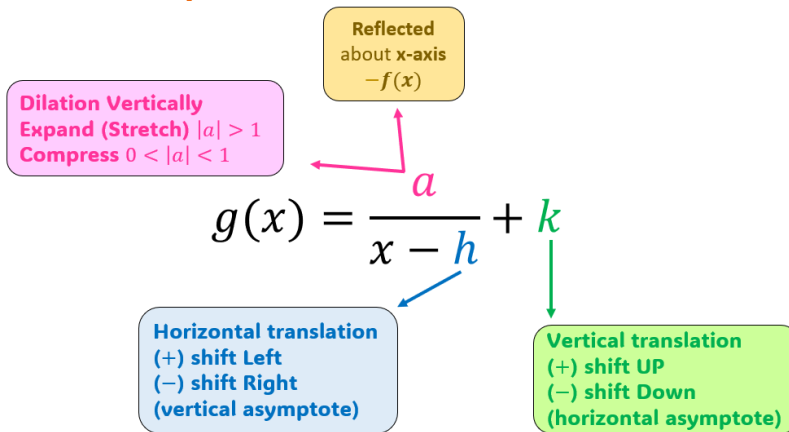 Reflected
about x-axis
−f(x)
Dilation Vertically
Expand (Stretch) |a| > 1
Compress 0 < |a| < 1
g(x) = a / (x − h) + k
Horizontal translation
(+) shift Left
(−) shift Right
(vertical asymptote)
Vertical translation
(+) shift UP
(−) shift Down
(horizontal asymptote)